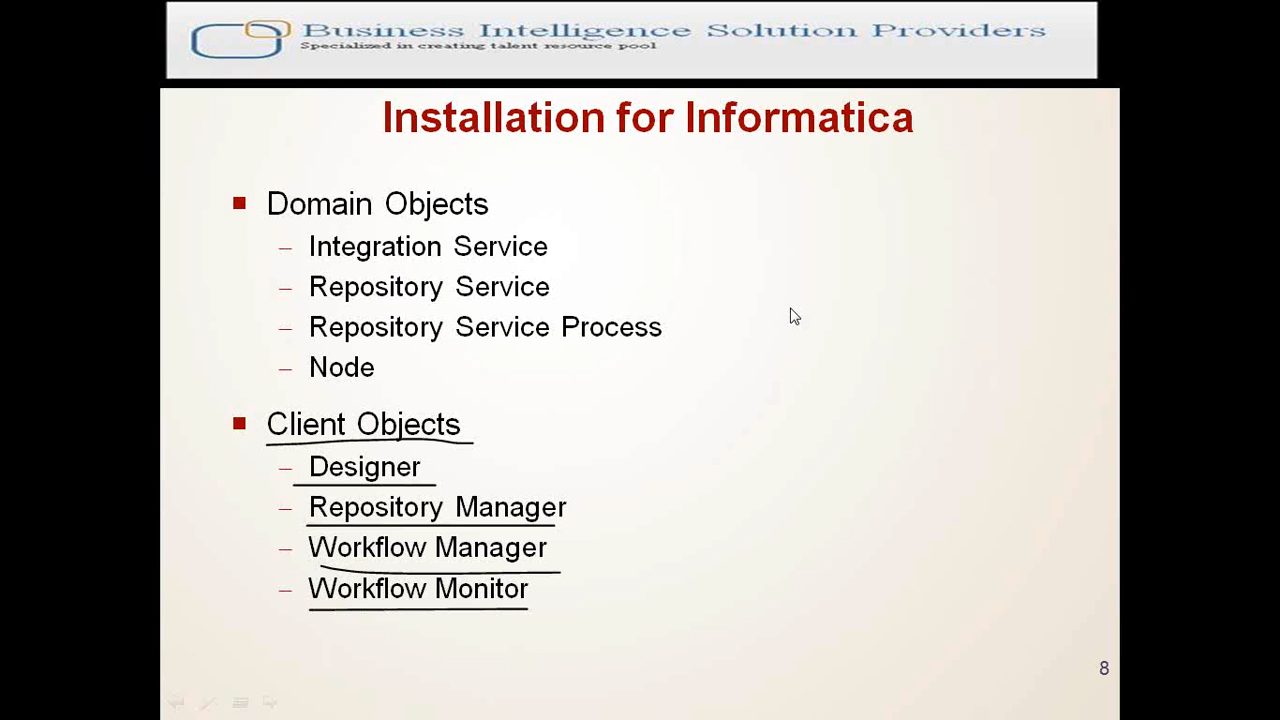 Business Intelligence Solution Providers
Specialized in creating talent resource pool
Installation for Informatica
Domain Objects
– Integration Service
– Repository Service
– Repository Service Process
– Node
Client Objects
– Designer
– Repository Manager
– Workflow Manager
– Workflow Monitor
8